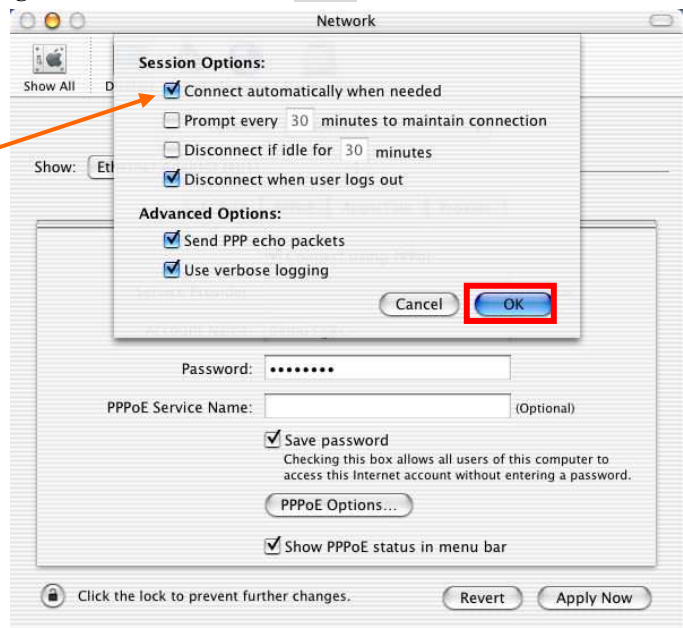 Network
Show All D
Session Options:
Connect automatically when needed
Prompt every 30 minutes to maintain connection
Disconnect if idle for 30 minutes
Show: Eth
Disconnect when user logs out
Advanced Options:
Send PPP echo packets
Use verbose logging
Cancel OK
Password: ••••••••
PPPoE Service Name: (Optional)
Save password
Checking this box allows all users of this computer to
access this Internet account without entering a password.
PPPoE Options...
Show PPPoE status in menu bar
Click the lock to prevent further changes. Revert Apply Now